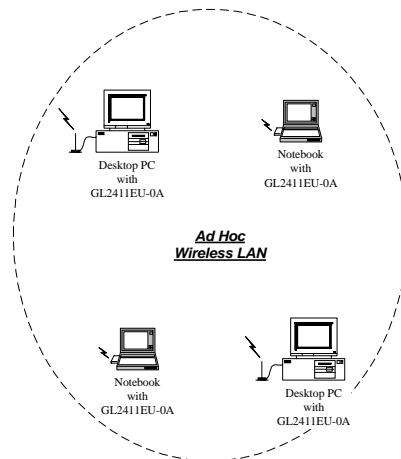 Desktop PC
with
GL2411EU-0A
Notebook
with
GL2411EU-0A
Ad Hoc
Wireless LAN
Notebook
with
GL2411EU-0A
Desktop PC
with
GL2411EU-0A